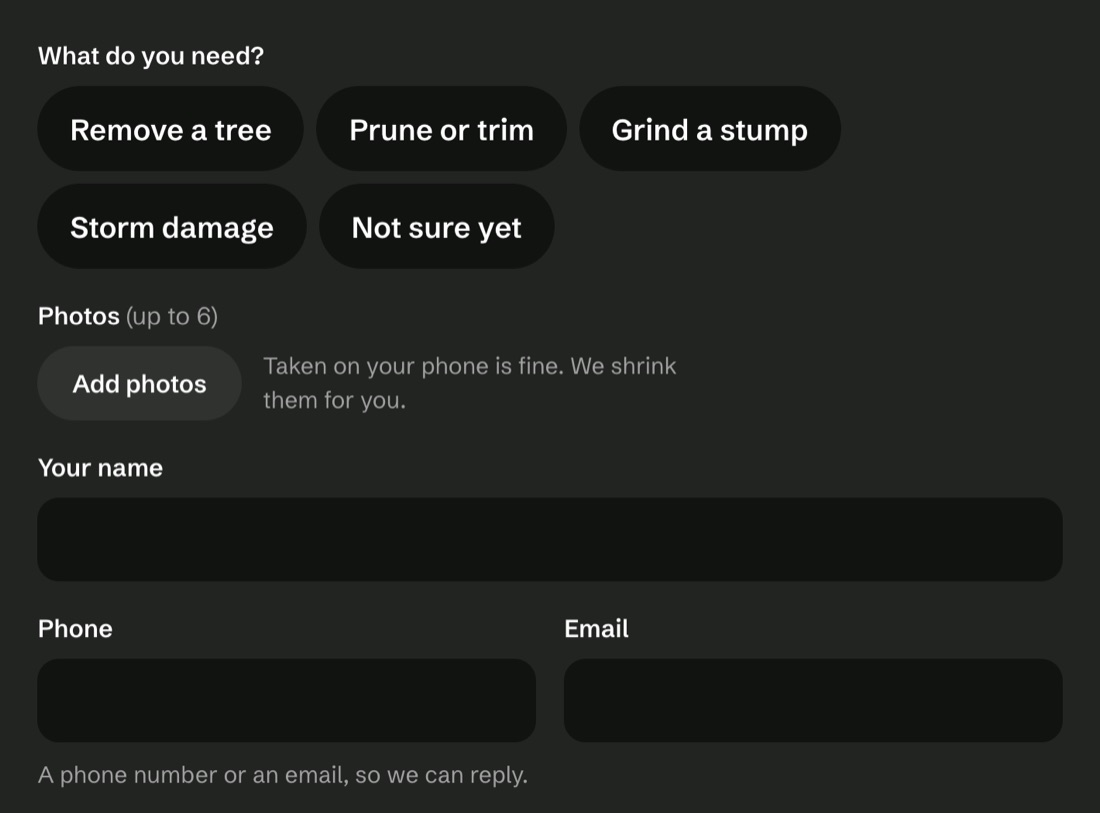 What do you need?
Remove a tree
Prune or trim
Grind a stump
Storm damage
Not sure yet
Photos (up to 6)
Add photos
Taken on your phone is fine. We shrink
them for you.
Your name
Phone
Email
A phone number or an email, so we can reply.